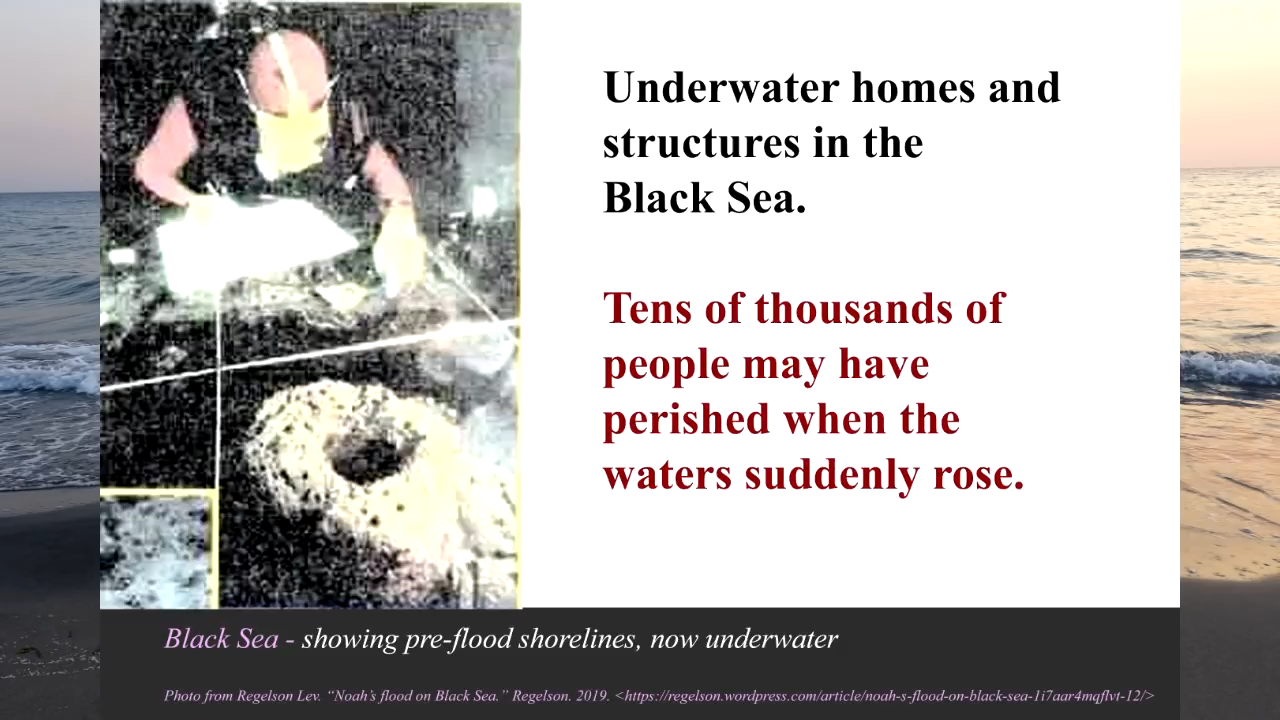 Underwater homes and
structures in the
Black Sea.
Tens of thousands of
people may have
perished when the
waters suddenly rose.
Black Sea - showing pre-flood shorelines, now underwater
Photo from Regelson Lev. “Noah’s flood on Black Sea.” Regelson. 2019. <https://regelson.wordpress.com/article/noah-s-flood-on-black-sea-1i7aar4mqflvt-12/>